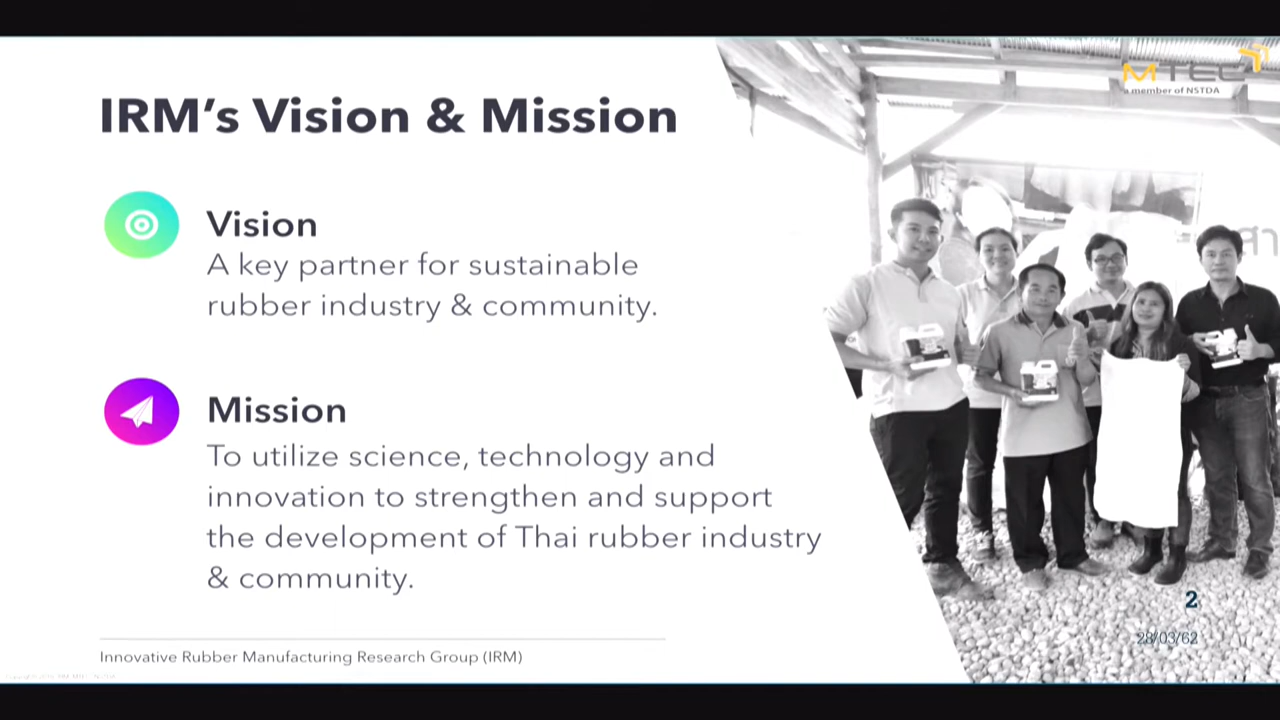 MTEC
a member of NSTDA
IRM's Vision & Mission
Vision
A key partner for sustainable
rubber industry & community.
Mission
To utilize science, technology and
innovation to strengthen and support
the development of Thai rubber industry
& community.
2
28/03/62
Innovative Rubber Manufacturing Research Group (IRM)